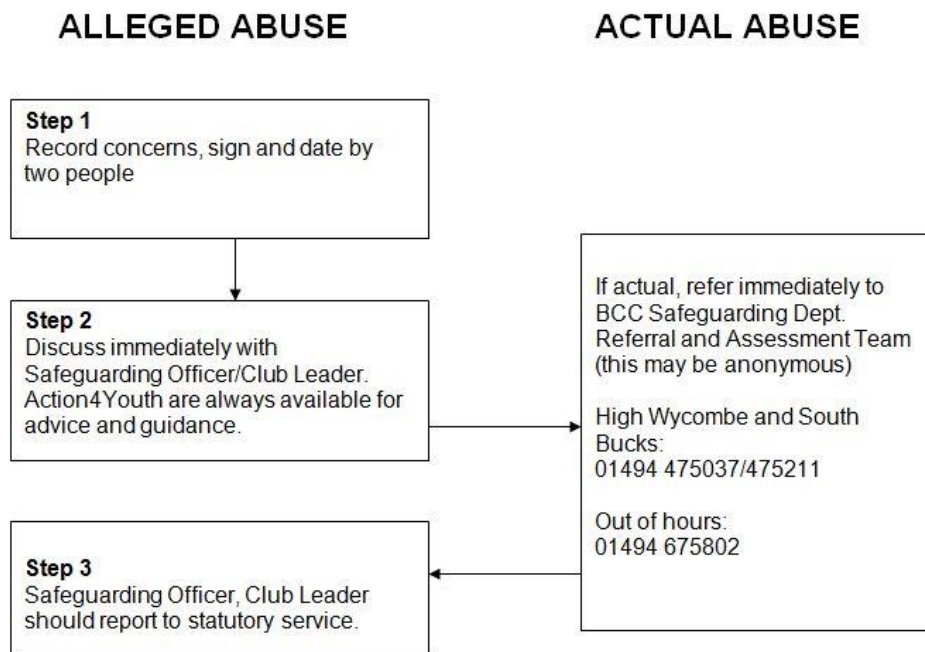 ALLEGED ABUSE
ACTUAL ABUSE
Step 1
Record concerns, sign and date by
two people
Step 2
Discuss immediately with
Safeguarding Officer/Club Leader.
Action4Youth are always available for
advice and guidance.
If actual, refer immediately to
BCC Safeguarding Dept.
Referral and Assessment Team
(this may be anonymous)
High Wycombe and South
Bucks:
01494 475037/475211
Out of hours:
01494 675802
Step 3
Safeguarding Officer, Club Leader
should report to statutory service.